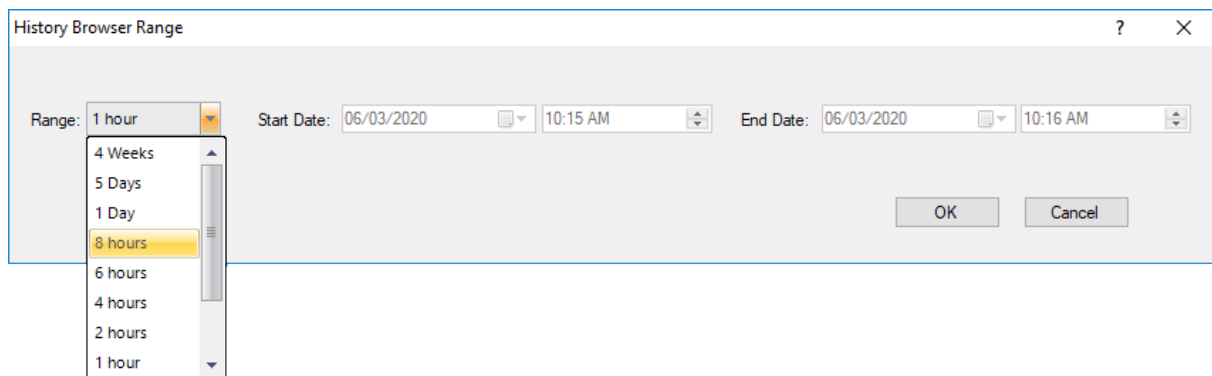 History Browser Range ?
Range: 1 hour Start Date: 06/03/2020 10:15 AM End Date: 06/03/2020 10:16 AM
4 Weeks
5 Days
1 Day
8 hours
6 hours
4 hours
2 hours
1 hour
OK Cancel